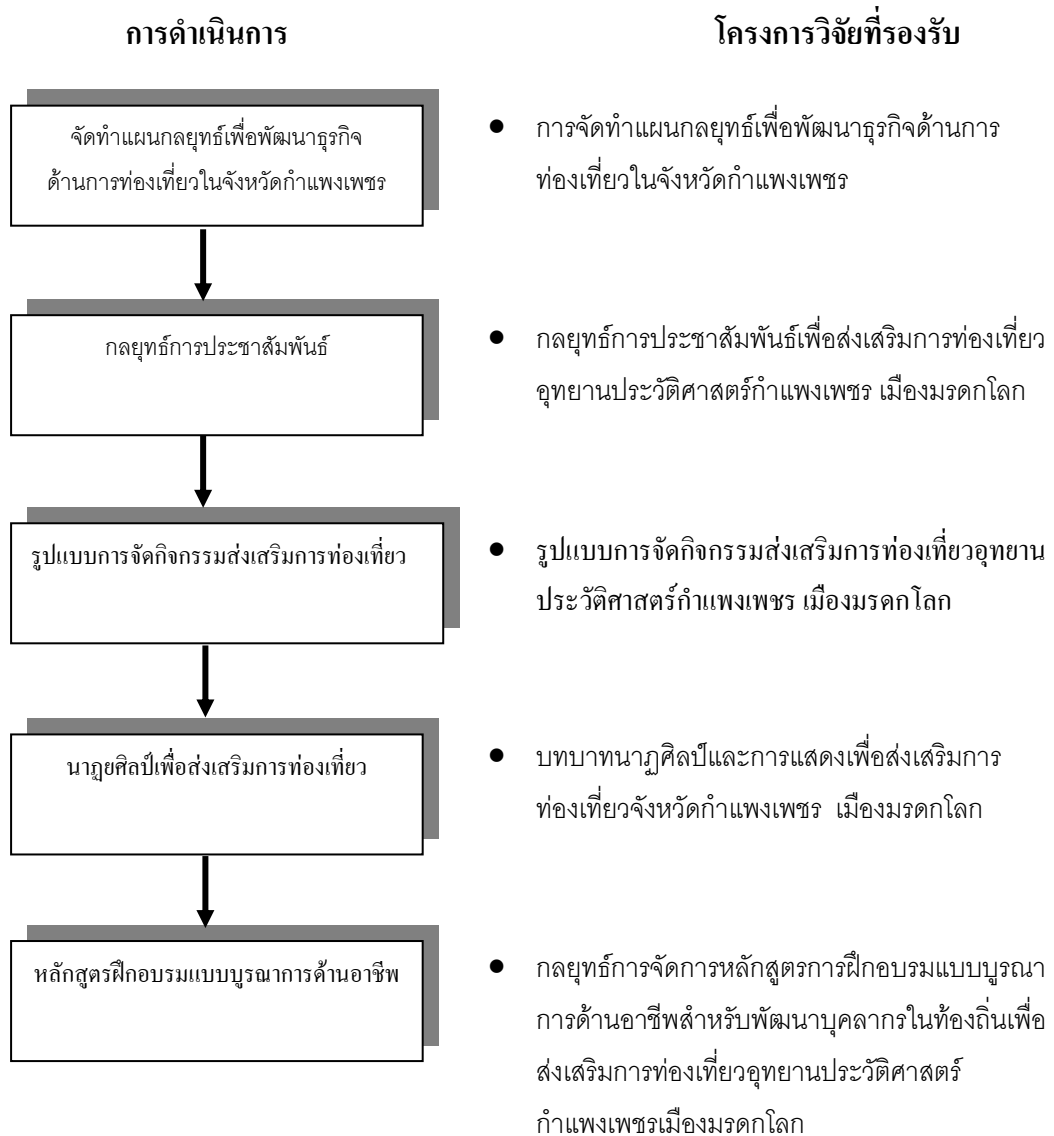 การดำเนินการ
โครงการวิจัยที่รองรับ
จัดทำแผนกลยุทธ์เพื่อพัฒนาธุรกิจ
ด้านการท่องเที่ยวในจังหวัดกำแพงเพชร
● การจัดทำแผนกลยุทธ์เพื่อพัฒนาธุรกิจด้านการ
ท่องเที่ยวในจังหวัดกำแพงเพชร
กลยุทธ์การประชาสัมพันธ์
● กลยุทธ์การประชาสัมพันธ์เพื่อส่งเสริมการท่องเที่ยว
อุทยานประวัติศาสตร์กำแพงเพชร เมืองมรดกโลก
รูปแบบการจัดกิจกรรมส่งเสริมการท่องเที่ยว
● รูปแบบการจัดกิจกรรมส่งเสริมการท่องเที่ยวอุทยาน
ประวัติศาสตร์กำแพงเพชร เมืองมรดกโลก
นาฎยศิลป์เพื่อส่งเสริมการท่องเที่ยว
● บทบาทนาฏศิลป์และการแสดงเพื่อส่งเสริมการ
ท่องเที่ยวจังหวัดกำแพงเพชร เมืองมรดกโลก
หลักสูตรฝึกอบรมแบบบูรณาการด้านอาชีพ
● กลยุทธ์การจัดการหลักสูตรการฝึกอบรมแบบบูรณา
การด้านอาชีพสำหรับพัฒนาบุคลากรในท้องถิ่นเพื่อ
ส่งเสริมการท่องเที่ยวอุทยานประวัติศาสตร์
กำแพงเพชรเมืองมรดกโลก